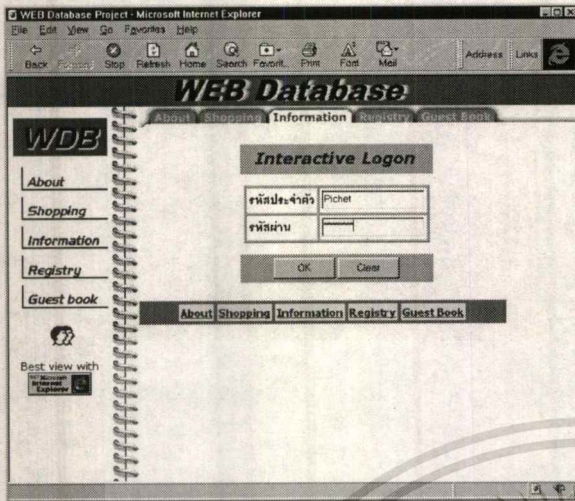 WEB Database Project - Microsoft Internet Explorer
File Edit View Go Favorites Help
Back Forward Stop Refresh Home Search Favorit.. Print Font Mail Address Links
WEB Database
About Shopping Information Registry Guest Book
WDB
Interactive Logon
About
Shopping
Information
Registry
Guest book
รหัสประจำตัว Pichet
รหัสผ่าน
OK Clear
About Shopping Information Registry Guest Book
Best view with
Microsoft
Internet
Explorer